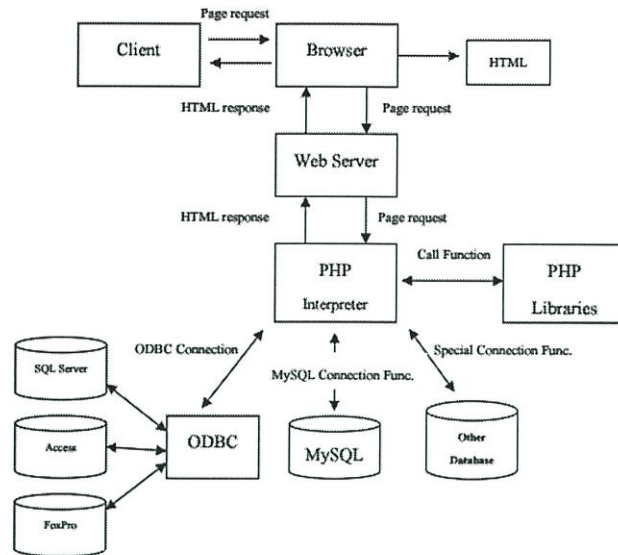 Page request
Client
Browser
HTML
HTML response
Page request
Web Server
HTML response
Page request
PHP
Interpreter
Call Function
PHP
Libraries
ODBC Connection
MySQL Connection Func.
Special Connection Func.
SQL Server
Access
FoxPro
ODBC
MySQL
Other
Database